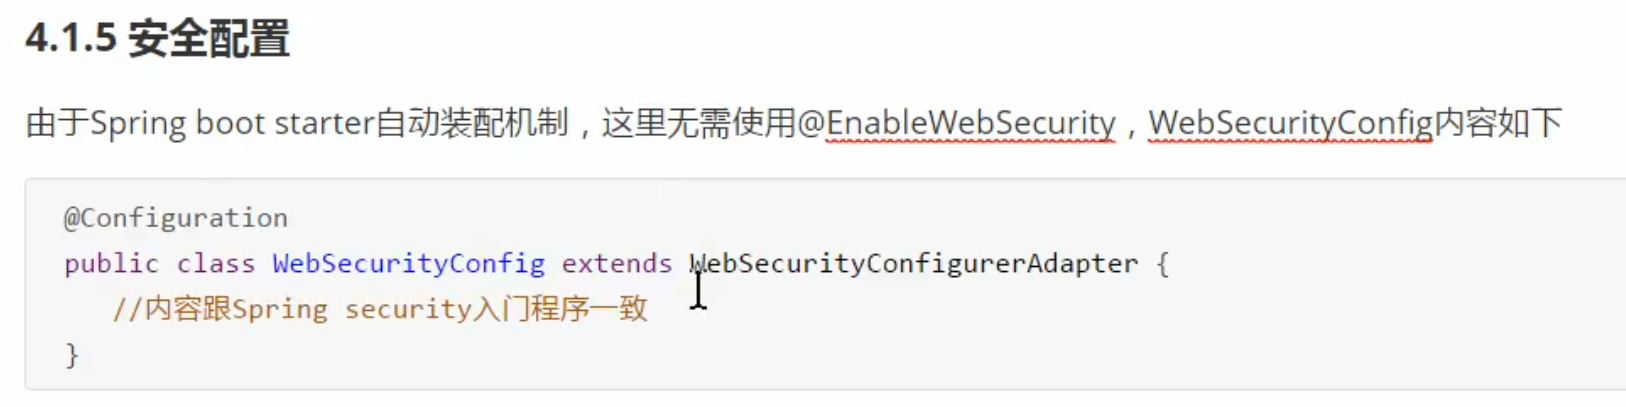 4.1.5 安全配置
由于Spring boot starter自动装配机制，这里无需使用@EnableWebSecurity，WebSecurityConfig内容如下
@Configuration
public class WebSecurityConfig extends WebSecurityConfigurerAdapter {
//内容跟Spring security入门程序一致
}